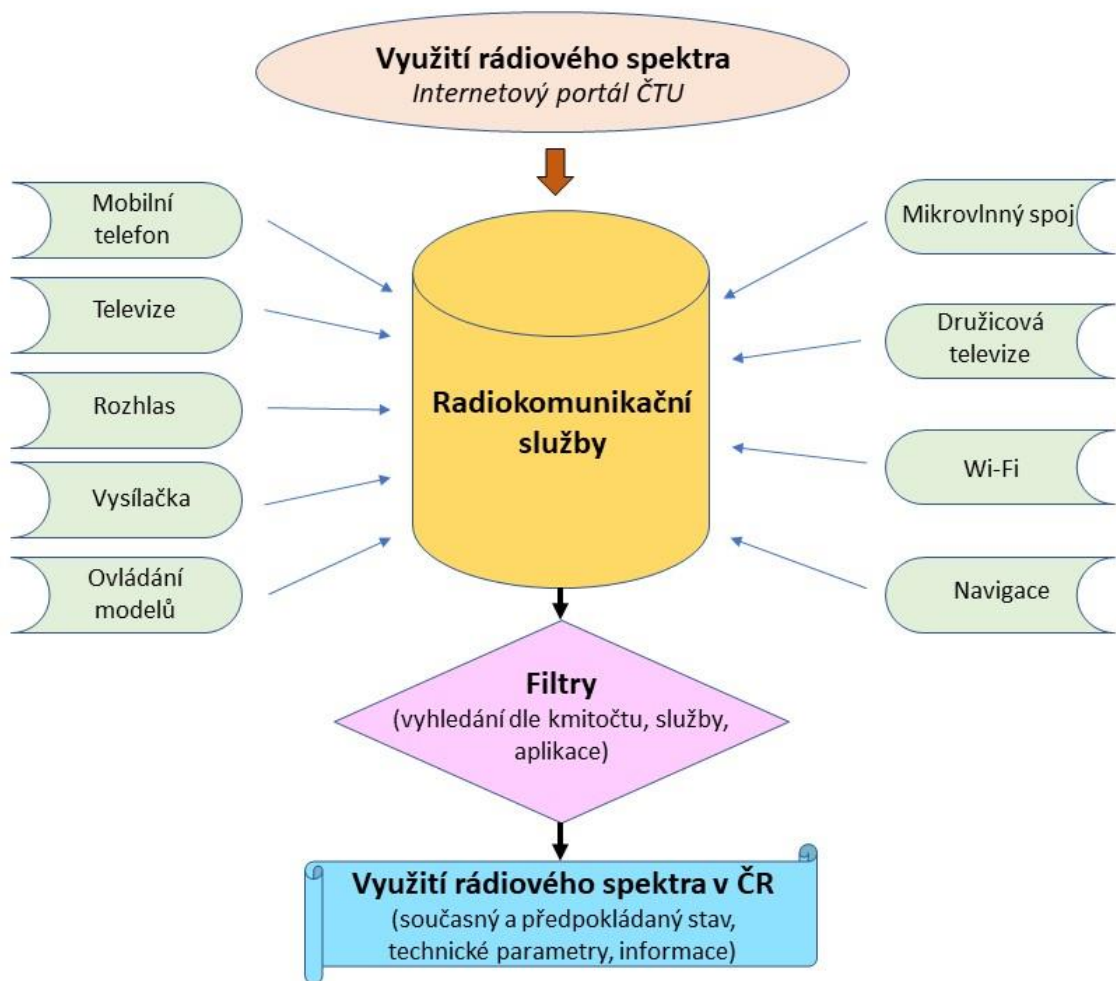 Využití rádiového spektra
Internetový portál ČTU
Mobilní
telefon
Televize
Rozhlas
Vysílačka
Ovládání
modelů
Radiokomunikační
služby
Mikrovlnný spoj
Družicová
televize
Wi-Fi
Navigace
Filtry
(vyhledání dle kmitočtu, služby,
aplikace)
Využití rádiového spektra v ČR
(současný a předpokládaný stav,
technické parametry, informace)